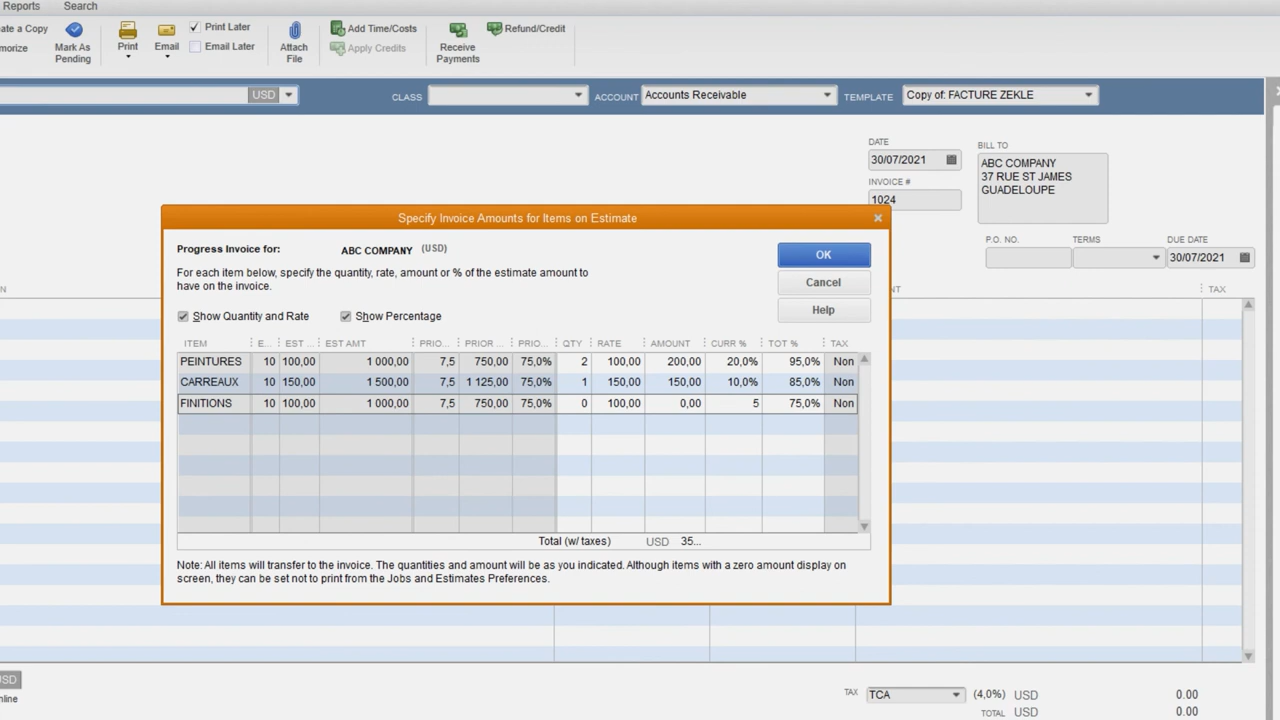 Reports Search
ate a Copy
morize
Mark As
Pending
Print
Email
Print Later
Email Later
Attach
File
Add Time/Costs
Apply Credits
Receive
Payments
Refund/Credit
USD
CLASS
ACCOUNT Accounts Receivable
TEMPLATE Copy of: FACTURE ZEKLE
DATE
30/07/2021
INVOICE #
1024
BILL TO
ABC COMPANY
37 RUE ST JAMES
GUADELOUPE
P.O. NO. TERMS DUE DATE
30/07/2021
N NT TAX
Specify Invoice Amounts for Items on Estimate
Progress Invoice for: ABC COMPANY (USD)
For each item below, specify the quantity, rate, amount or % of the estimate amount to
have on the invoice.
OK
Cancel
Help
Show Quantity and Rate Show Percentage
ITEM E... EST ... EST AMT PRIO... PRIOR ... PRIO... QTY RATE AMOUNT CURR % TOT % TAX
PEINTURES 10 100,00 1 000,00 7,5 750,00 75,0% 2 100,00 200,00 20,0% 95,0% Non
CARREAUX 10 150,00 1 500,00 7,5 1 125,00 75,0% 1 150,00 150,00 10,0% 85,0% Non
FINITIONS 10 100,00 1 000,00 7,5 750,00 75,0% 0 100,00 0,00 5 75,0% Non
Total (w/ taxes) USD 35...
Note: All items will transfer to the invoice. The quantities and amount will be as you indicated. Although items with a zero amount display on
screen, they can be set not to print from the Jobs and Estimates Preferences.
USD
nline
TAX TCA (4,0%) USD 0.00
TOTAL USD 0.00